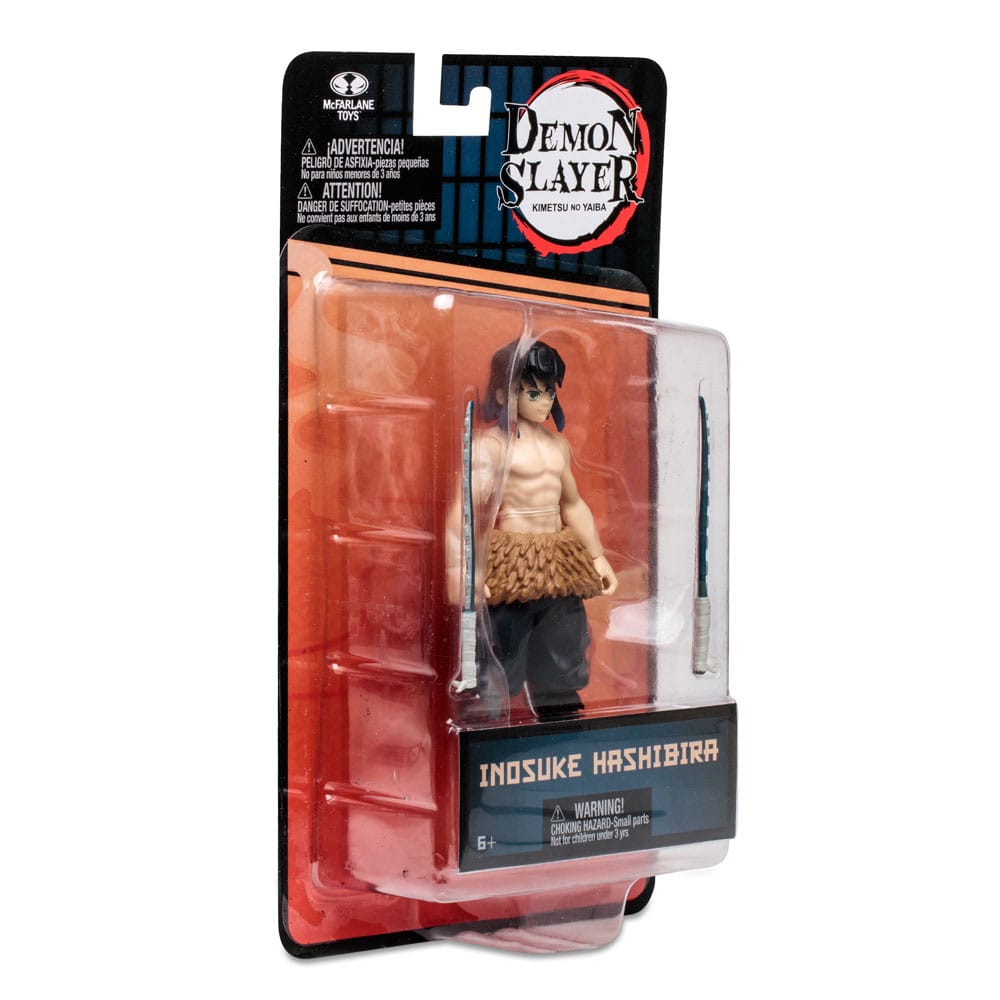 McFARLANE
TOYS
¡ADVERTENCIA!
PELIGRO DE ASFIXIA-piezas pequeñas
No para niños menores de 3 años
ATTENTION!
DANGER DE SUFFOCATION-petites pièces
Ne convient pas aux enfants de moins de 3 ans
DEMON
SLAYER
KIMETSU NO YAIBA
INOSUKE HASHIBIRA
WARNING!
CHOKING HAZARD-Small parts
Not for children under 3 yrs
6+